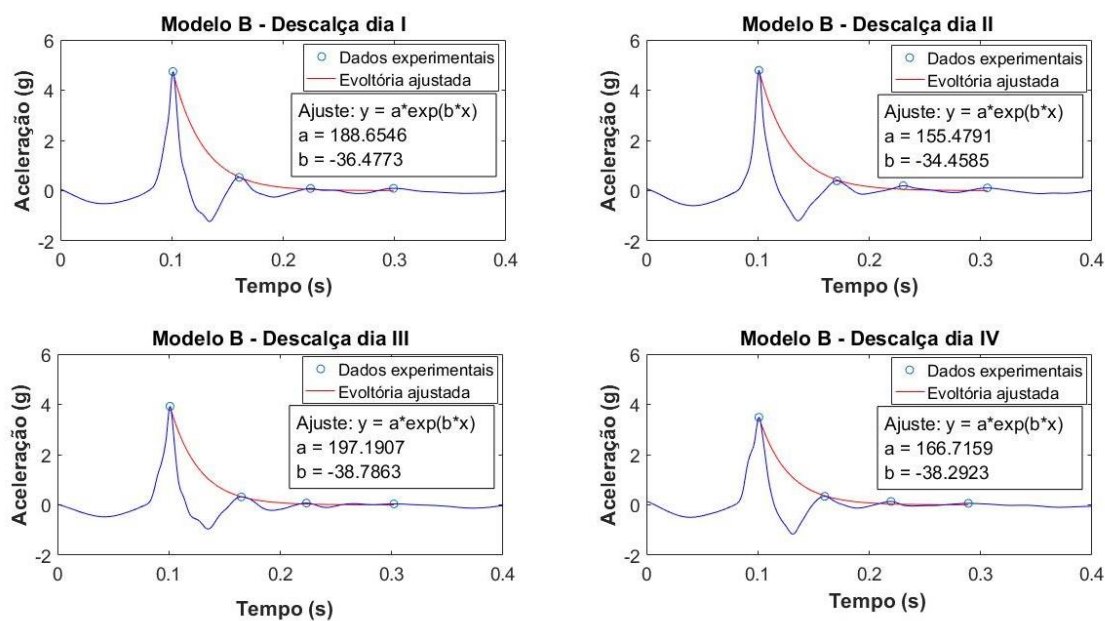 Modelo B - Descalça dia I
6
4
2
0
-2
Aceleração (g)
Dados experimentais
Evoltória ajustada
Ajuste: y = a*exp(b*x)
a = 188.6546
b = -36.4773
0 0.1 0.2 0.3 0.4
Tempo (s)
Modelo B - Descalça dia II
6
4
2
0
-2
Aceleração (g)
Dados experimentais
Evoltória ajustada
Ajuste: y = a*exp(b*x)
a = 155.4791
b = -34.4585
0 0.1 0.2 0.3 0.4
Tempo (s)
Modelo B - Descalça dia III
6
4
2
0
-2
Aceleração (g)
Dados experimentais
Evoltória ajustada
Ajuste: y = a*exp(b*x)
a = 197.1907
b = -38.7863
0 0.1 0.2 0.3 0.4
Tempo (s)
Modelo B - Descalça dia IV
6
4
2
0
-2
Aceleração (g)
Dados experimentais
Evoltória ajustada
Ajuste: y = a*exp(b*x)
a = 166.7159
b = -38.2923
0 0.1 0.2 0.3 0.4
Tempo (s)